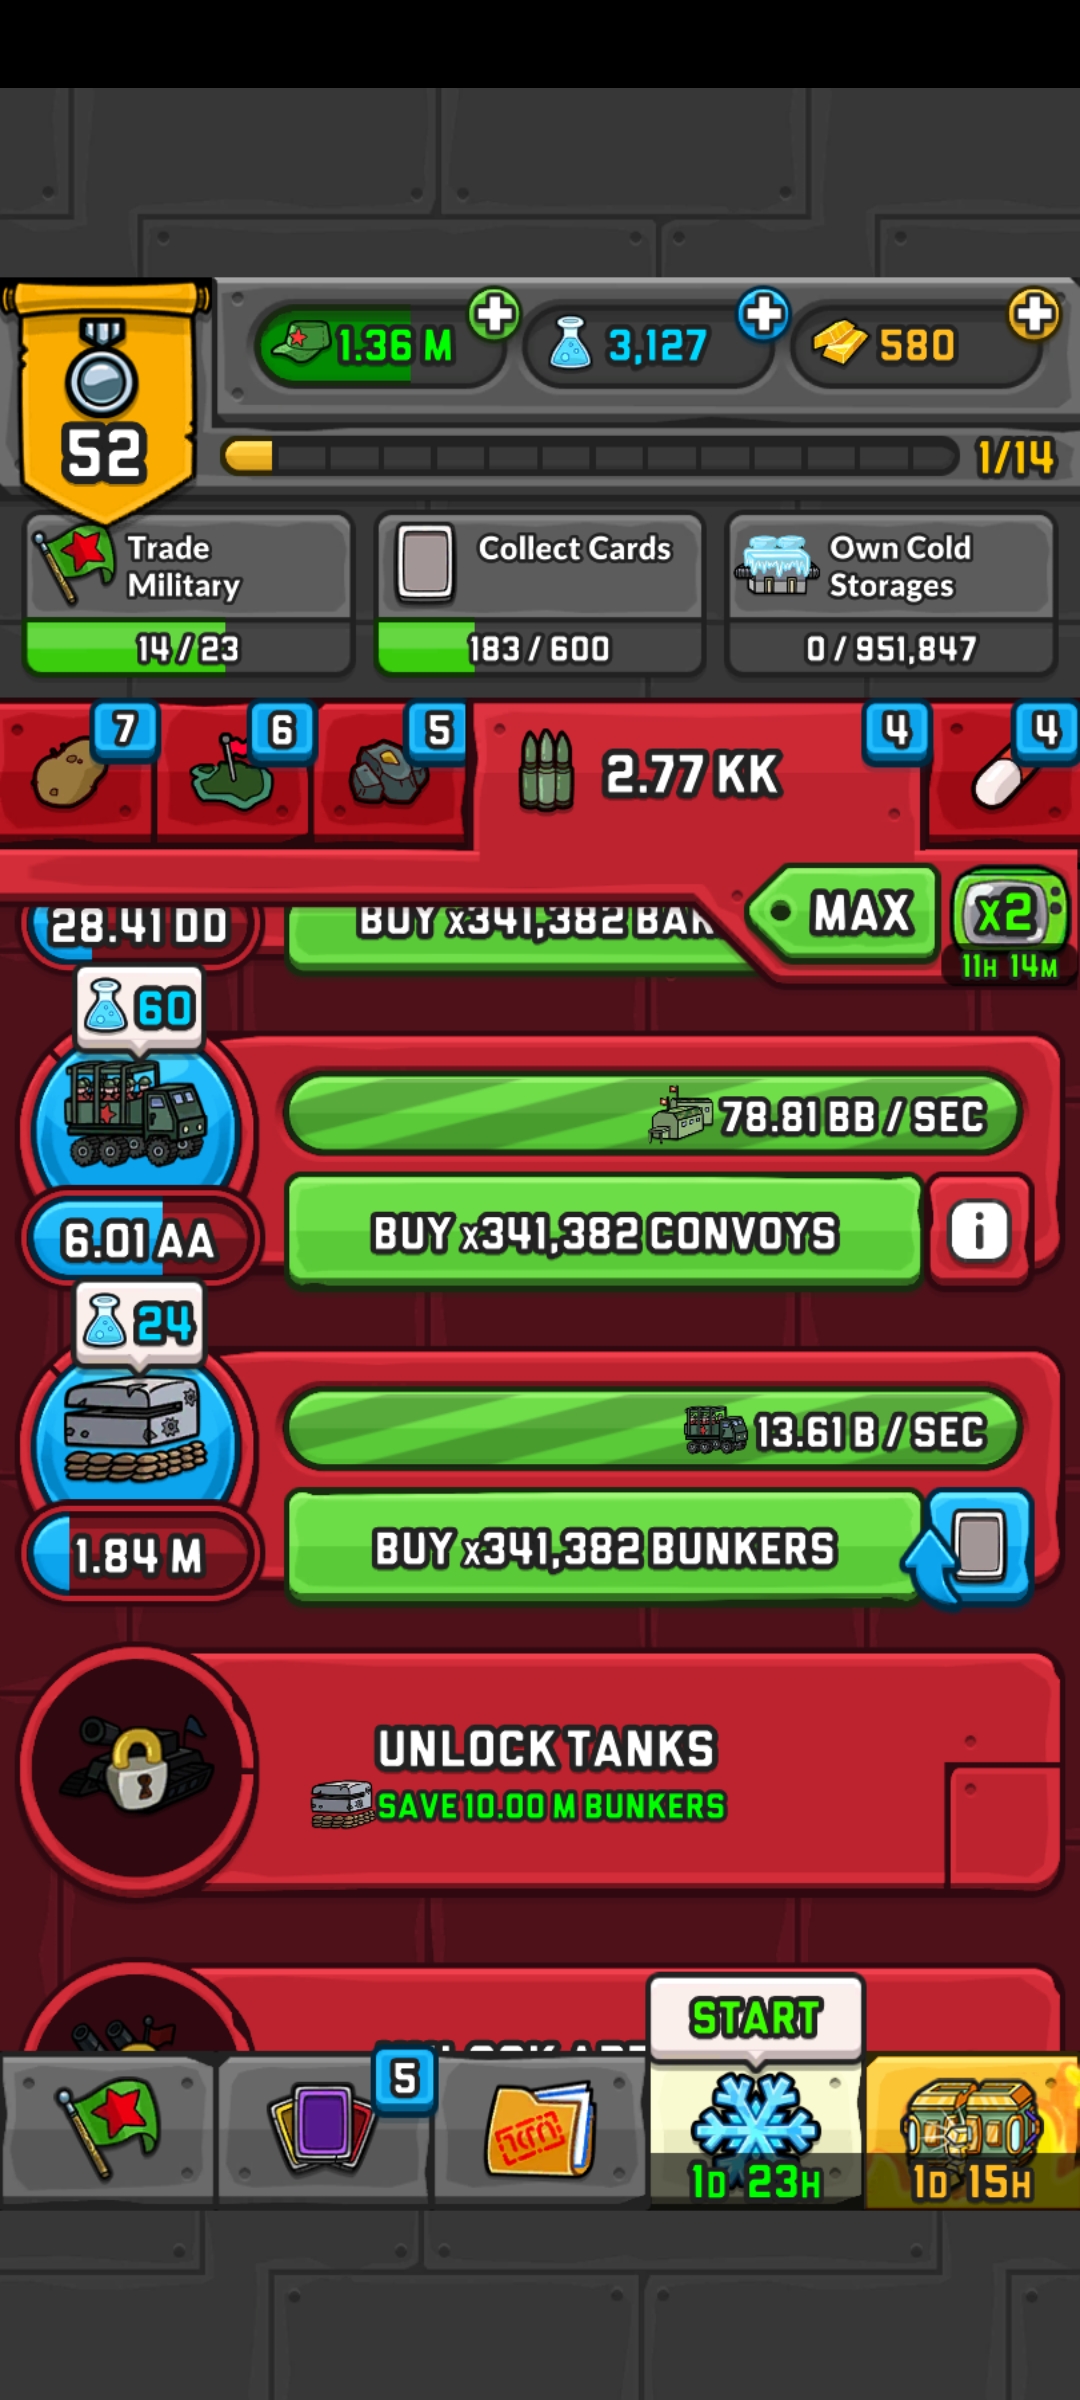 1.36 M
3,127
580
52
1/14
Trade
Military
14 / 23
Collect Cards
183 / 600
Own Cold
Storages
0 / 951,847
7
6
5
2.77 KK
4
4
MAX
x2
11H 14M
28.41 DD
BUY x341,382 BAR
60
78.81 BB / SEC
6.01 AA
BUY x341,382 CONVOYS
i
24
13.61 B / SEC
1.84 M
BUY x341,382 BUNKERS
UNLOCK TANKS
SAVE 10.00 M BUNKERS
START
5
1D 23H
1D 15H